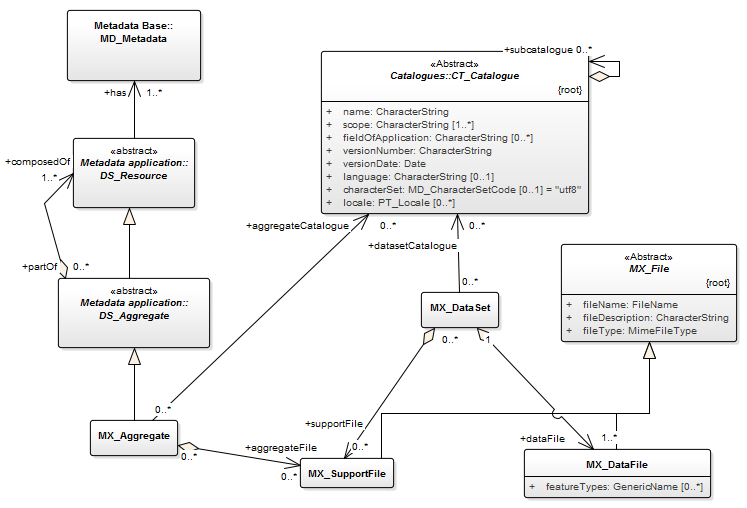 Metadata Base::
MD_Metadata
+has
1..*
«abstract»
Metadata application::
DS_Resource
+composedOf
1..*
+partOf
0..*
«abstract»
Metadata application::
DS_Aggregate
MX_Aggregate
0..*
0..*
+subcatalogue 0..*
«Abstract»
Catalogues::CT_Catalogue
{root}
+ name: CharacterString
+ scope: CharacterString [1..*]
+ fieldOfApplication: CharacterString [0..*]
+ versionNumber: CharacterString
+ versionDate: Date
+ language: CharacterString [0..1]
+ characterSet: MD_CharacterSetCode [0..1] = "utf8"
+ locale: PT_Locale [0..*]
+aggregateCatalogue
0..*
0..*
+datasetCatalogue
0..*
MX_DataSet
0..*
1
«Abstract»
MX_File
{root}
+ fileName: FileName
+ fileDescription: CharacterString
+ fileType: MimeFileType
+supportFile
0..*
+aggregateFile
0..*
MX_SupportFile
+dataFile
1..*
MX_DataFile
+ featureTypes: GenericName [0..*]